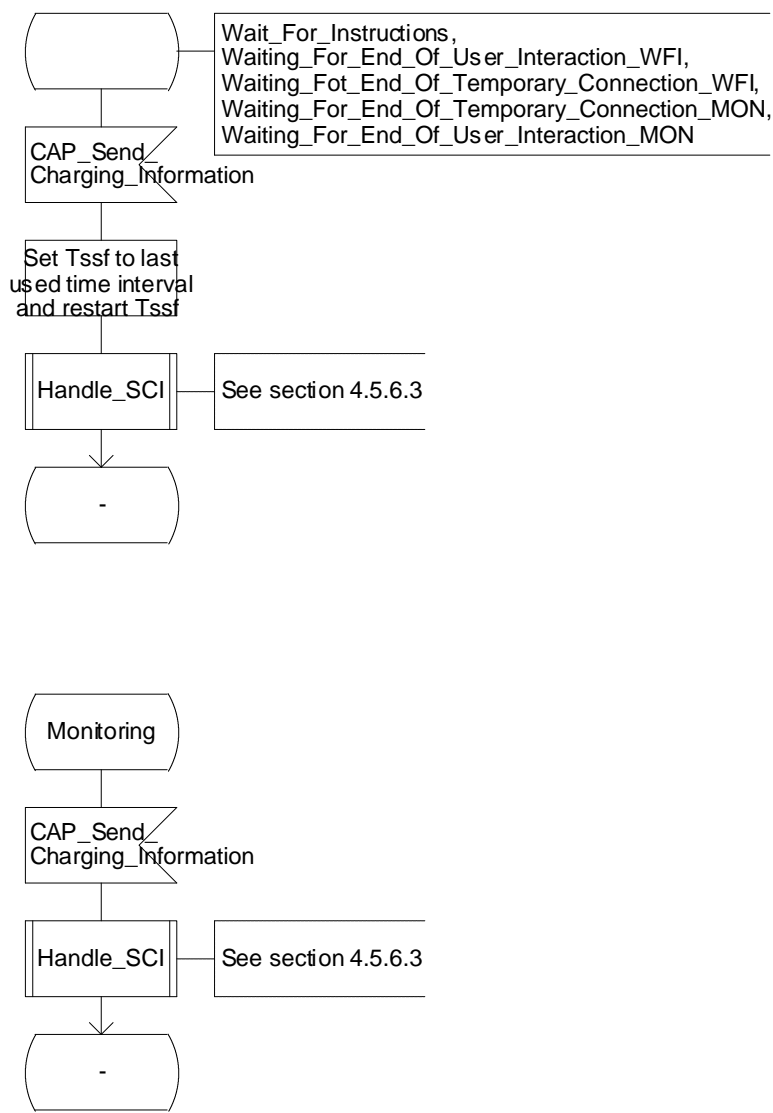 Wait_For_Instructions,
Waiting_For_End_Of_User_Interaction_WFI,
Waiting_Fot_End_Of_Temporary_Connection_WFI,
Waiting_For_End_Of_Temporary_Connection_MON,
Waiting_For_End_Of_User_Interaction_MON
CAP_Send_
Charging_Information
Set Tssf to last
used time interval
and restart Tssf
Handle_SCI
See section 4.5.6.3
-
Monitoring
CAP_Send_
Charging_Information
Handle_SCI
See section 4.5.6.3
-